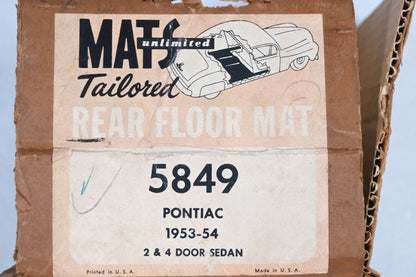 MATS
unlimited
Tailored
REAR FLOOR MAT
5849
PONTIAC
1953-54
2 & 4 DOOR SEDAN
Printed in U.S.A. Made in U.S.A.